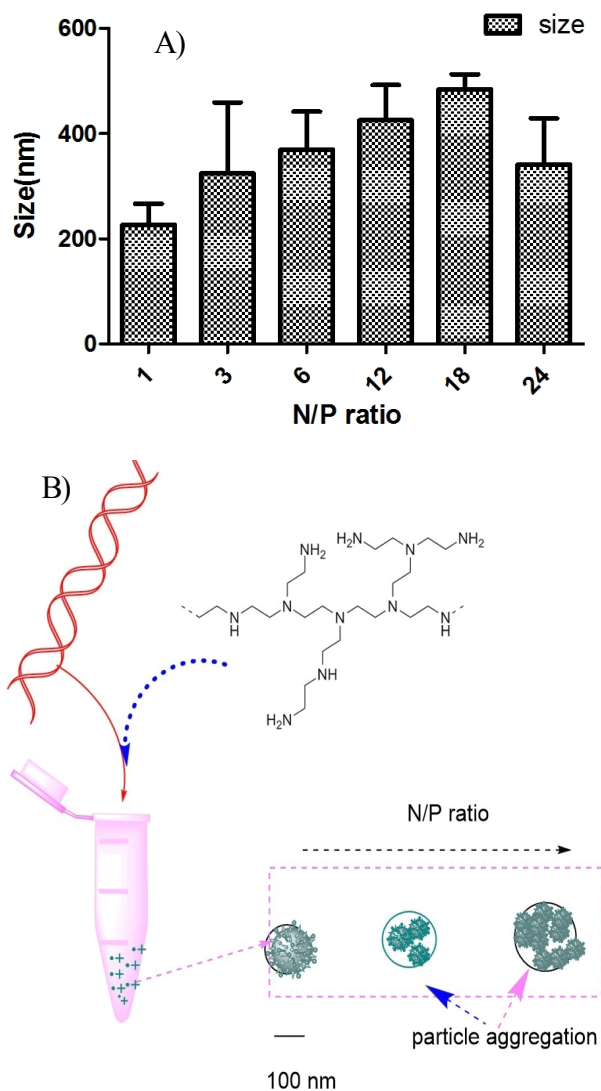 A)
size
600
400
200
0
Size(nm)
1 3 6 12 18 24
N/P ratio
B)
NH2
H2N NH2
N
N N
N N N
H H
NH
H2N
N/P ratio
particle aggregation
100 nm